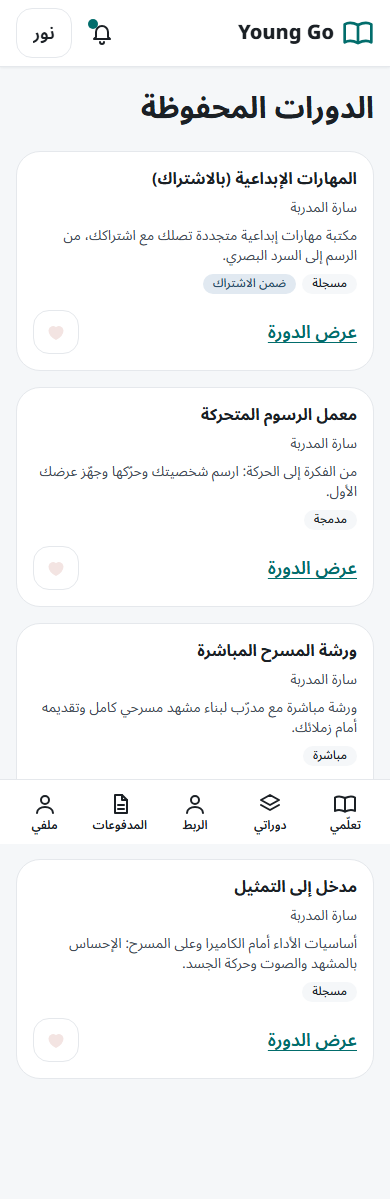 Young Go
نور
الدورات المحفوظة
المهارات الإبداعية (بالاشتراك)
سارة المدربة
مكتبة مهارات إبداعية متجددة تصلك مع اشتراكك، من
الرسم إلى السرد البصري.
مسجلة
ضمن الاشتراك
عرض الدورة
معمل الرسوم المتحركة
سارة المدربة
من الفكرة إلى الحركة: ارسم شخصيتك وحرّكها وجهّز عرضك
الأول.
مدمجة
عرض الدورة
ورشة المسرح المباشرة
سارة المدربة
ورشة مباشرة مع مدرّب لبناء مشهد مسرحي كامل وتقديمه
أمام زملائك.
مباشرة
تعلّمي
دوراتي
الربط
المدفوعات
ملفي
مدخل إلى التمثيل
سارة المدربة
أساسيات الأداء أمام الكاميرا وعلى المسرح: الإحساس
بالمشهد والصوت وحركة الجسد.
مسجلة
عرض الدورة